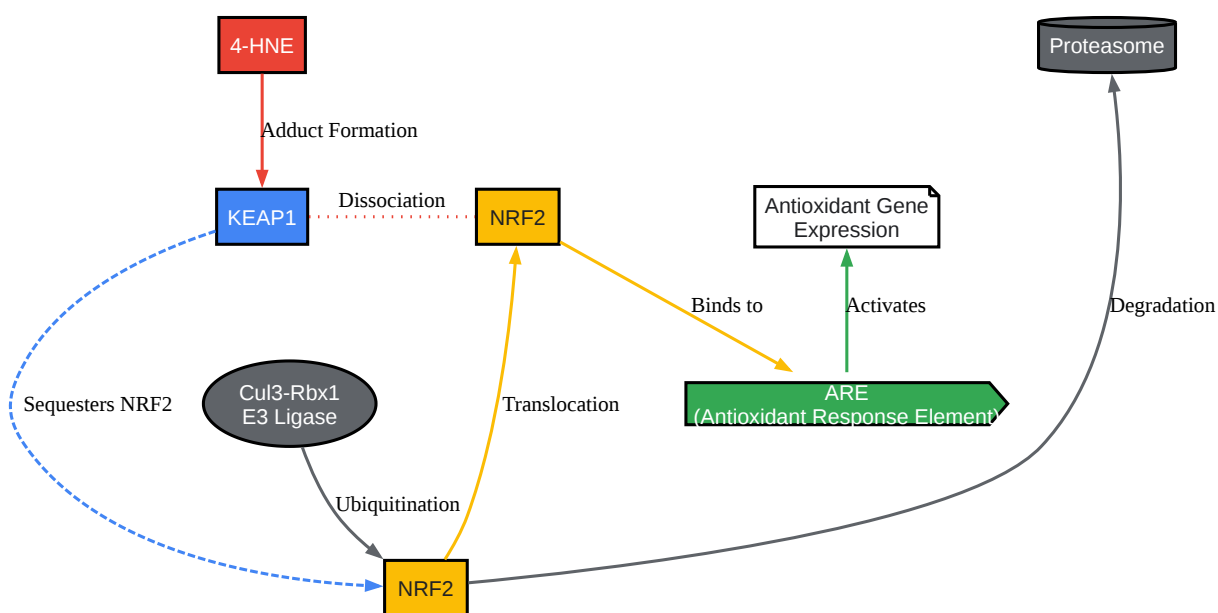 4-HNE
Proteasome
Adduct Formation
KEAP1
Dissociation
NRF2
Antioxidant Gene
Expression
Binds to
Activates
Degradation
Sequesters NRF2
Cul3-Rbx1
E3 Ligase
Translocation
ARE
(Antioxidant Response Element)
Ubiquitination
NRF2